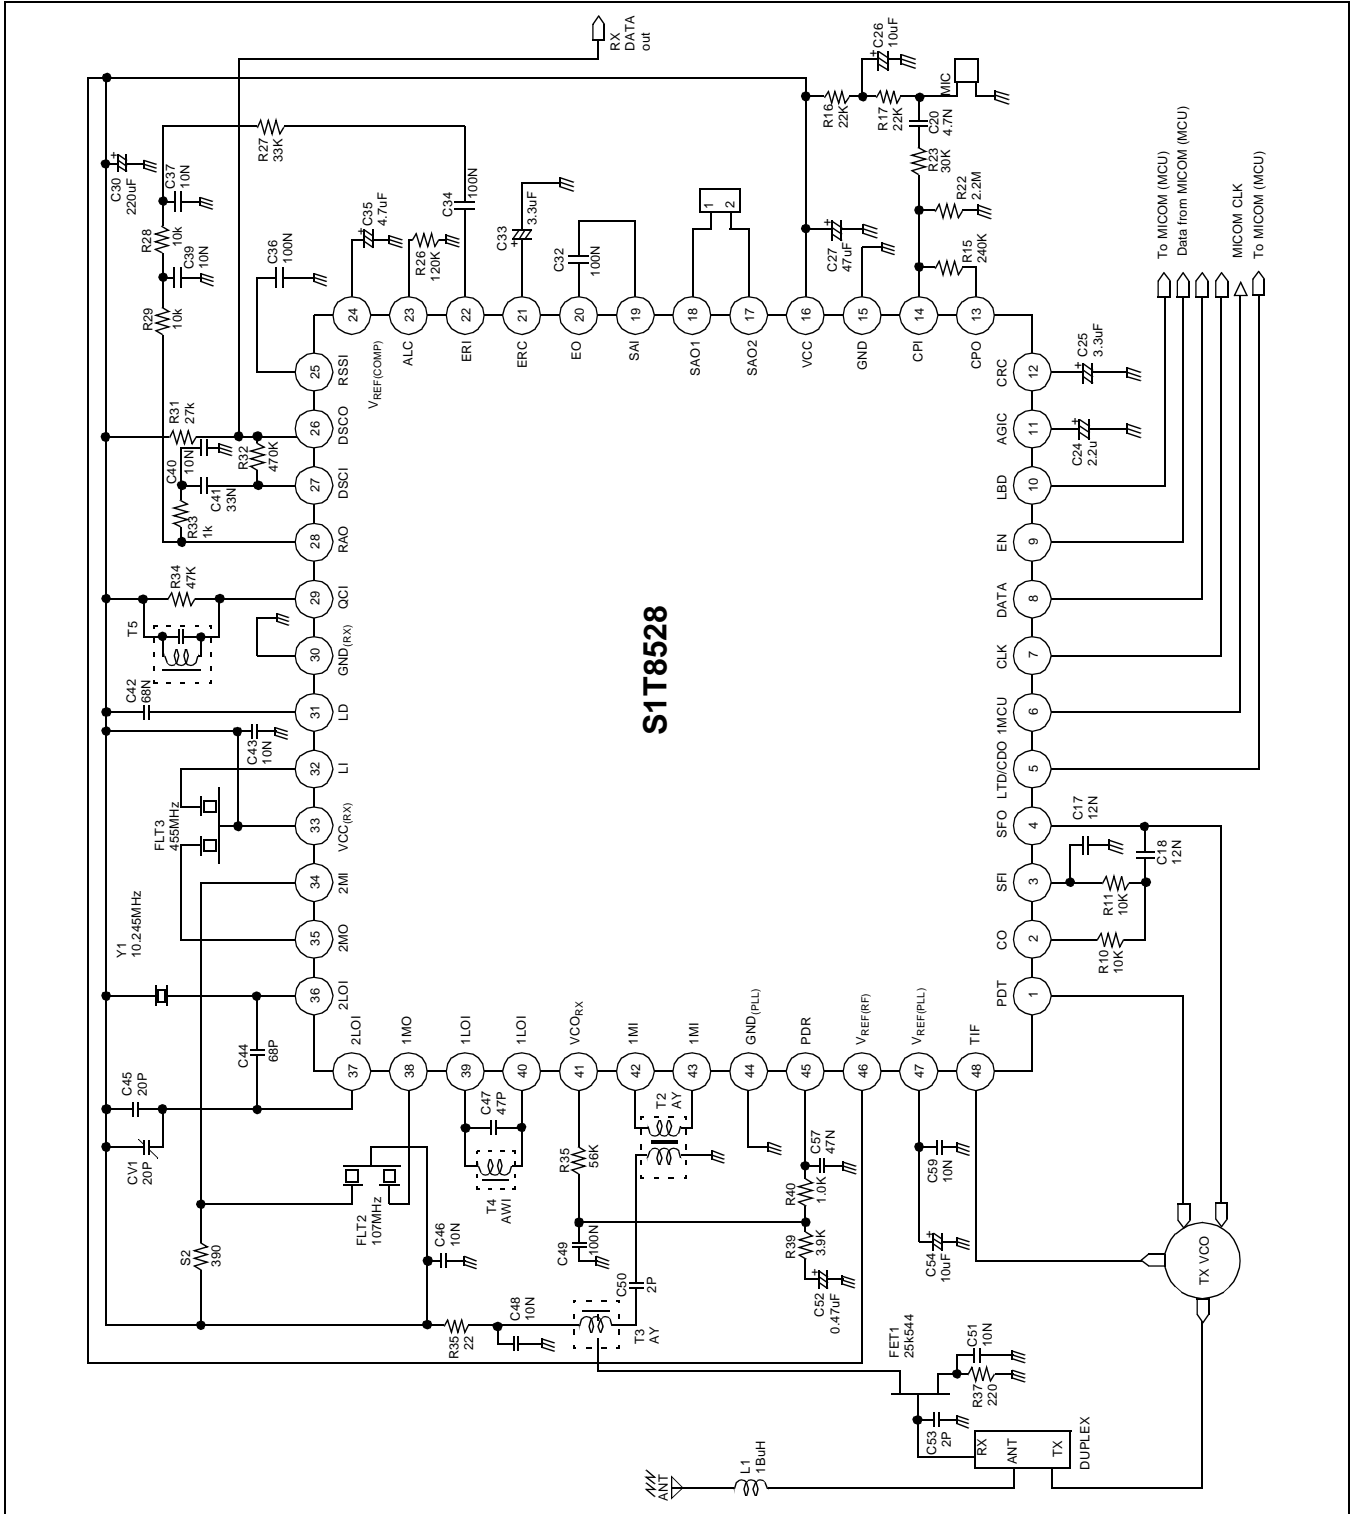 RX
DATA
out
C26
10uF
MIC
R16
22K
R17
22K
C20
4.7N
R23
30K
R22
2.2M
R15
240K
C27
47uF
R27
33K
C30
220uF
C37
10N
R28
10k
C39
10N
R29
10k
C36
100N
C35
4.7uF
R26
120K
C34
100N
C33
3.3uF
C32
100N
1
2
To MICOM (MCU)
Data from MICOM (MCU)
MICOM CLK
To MICOM (MCU)
24
23
22
21
20
19
18
17
16
15
14
13
VREF(COMP)
ALC
ERI
ERC
EO
SAI
SAO1
SAO2
VCC
GND
CPI
CPO
25
RSSI
26
DSCO
27
DSCI
28
RAO
29
QCI
30
GND(RX)
31
LD
32
LI
33
VCC(RX)
34
2MI
35
2MO
36
2LOI
R31
27k
C40
10N
R32
470K
C41
33N
R33
1k
R34
47K
T5
C42
68N
C43
10N
FLT3
455MHz
Y1
10.245MHz
C44
68P
C45
20P
CV1
20P
S1T8528
CRC
12
C25
3.3uF
AGIC
11
C24
2.2u
LBD
10
EN
9
DATA
8
CLK
7
1MCU
6
LTD/CDO
5
SFO
4
C17
12N
C18
12N
SFI
3
R11
10K
CO
2
R10
10K
PDT
1
2LOI
1MO
1LOI
1LOI
VCORX
1MI
1MI
GND(PLL)
PDR
VREF(RF)
VREF(PLL)
TIF
37
38
39
40
41
42
43
44
45
46
47
48
C47
47P
T4
AWI
FLT2
107MHz
S2
390
C46
10N
R35
56K
C49
100N
T2
AY
C50
2P
C57
47N
R40
1.0K
R39
3.9K
C52
0.47uF
C59
10N
C54
10uF
R35
22
C48
10N
T3
AY
FET1
25k544
C51
10N
R37
220
C53
2P
RX
ANT
TX
DUPLEX
TX VCO
L1
1BuH
ANT